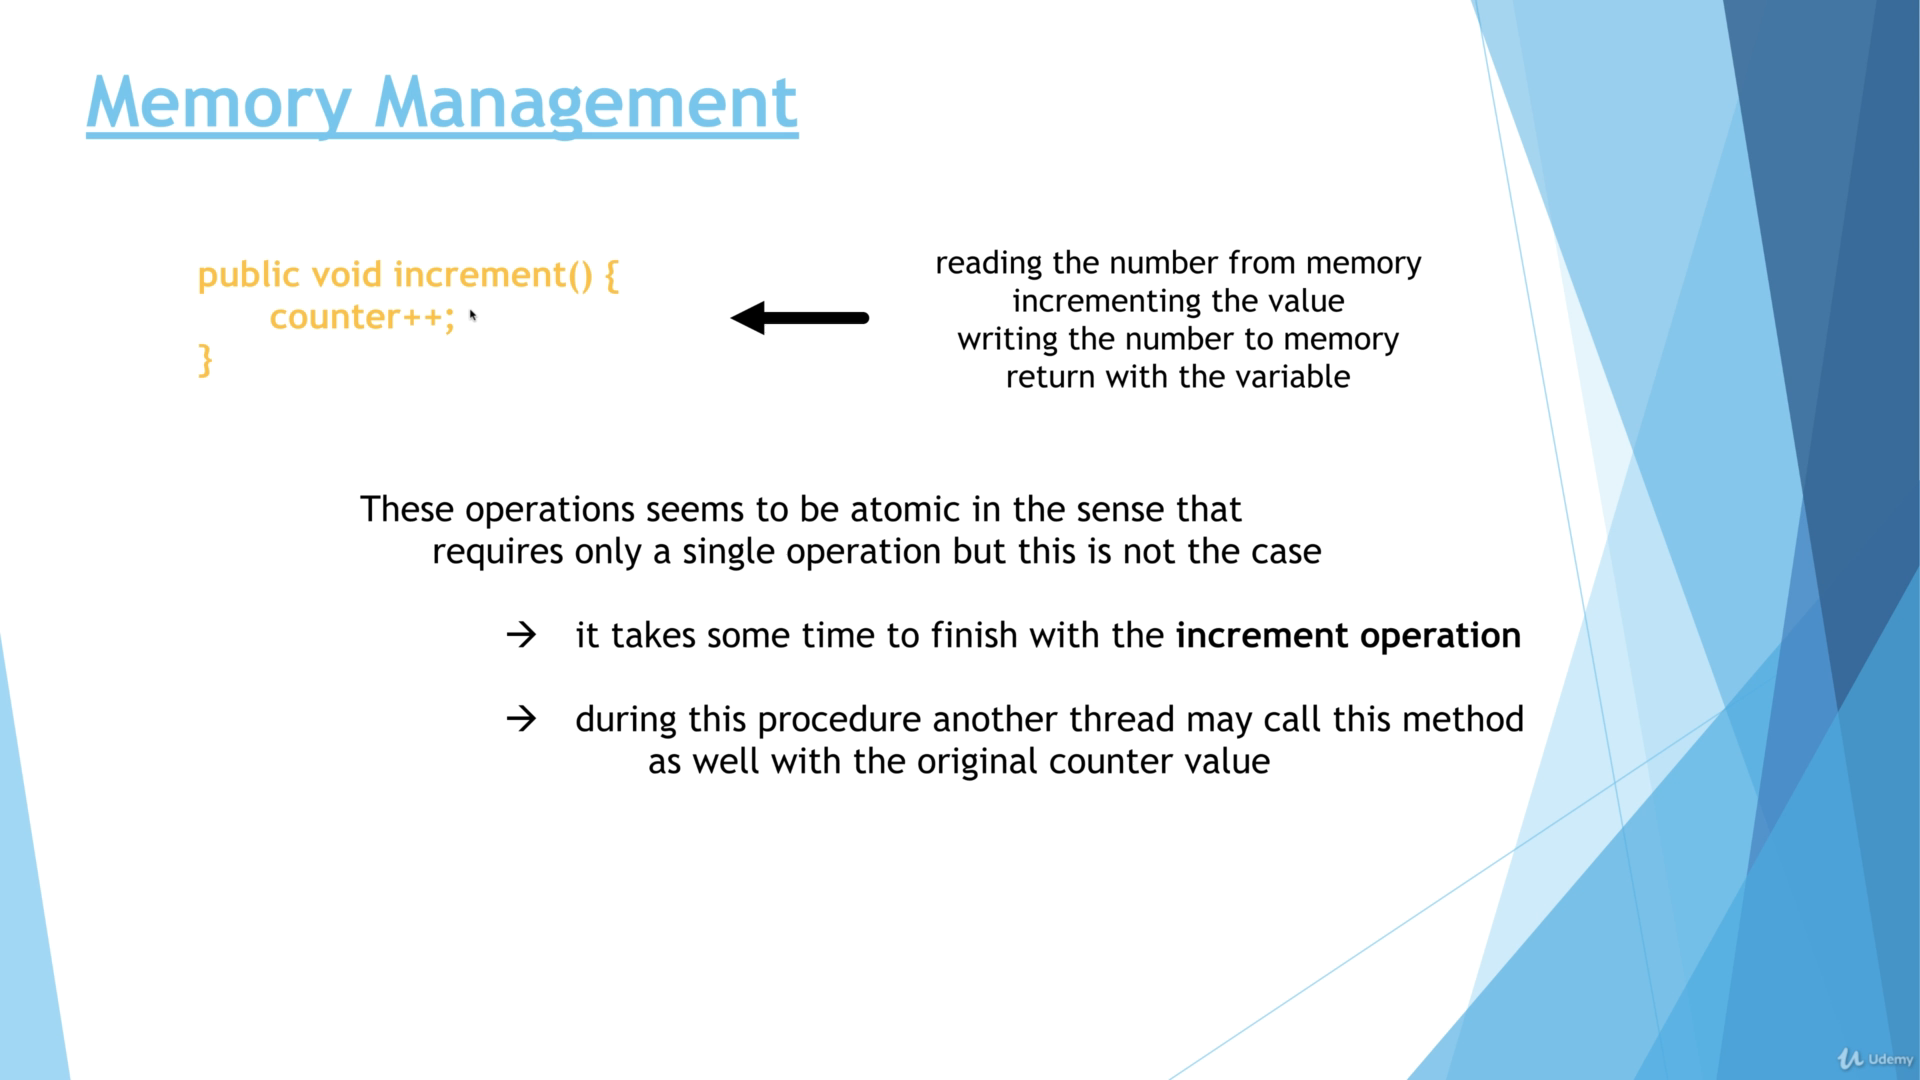 Memory Management
public void increment() {
counter++;
}
reading the number from memory
incrementing the value
writing the number to memory
return with the variable
These operations seems to be atomic in the sense that
requires only a single operation but this is not the case
→ it takes some time to finish with the increment operation
→ during this procedure another thread may call this method
as well with the original counter value
Udemy